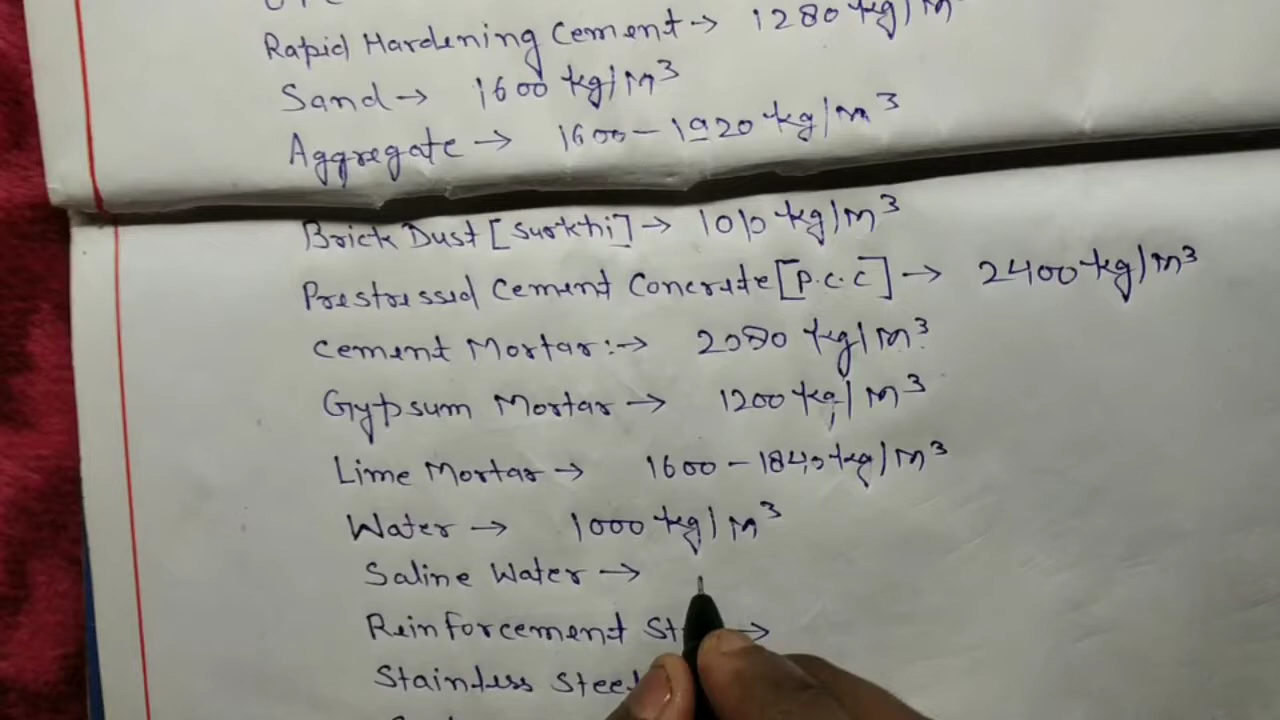 Rapid Hardening Cement → 1280 kg/m
Sand → 1600 kg/m³
Aggregate → 1600 – 1920 kg/m³
Brick Dust [Surkhi] → 1010 kg/m³
Prestressed Cement Concrete [P.C.C] → 2400 kg/m³
Cement Mortar :→ 2080 kg/m³
Gypsum Mortar → 1200 kg/m³
Lime Mortar → 1600 – 1840 kg/m³
Water → 1000 kg/m³
Saline Water →
Reinforcement St →
Stainless Steel